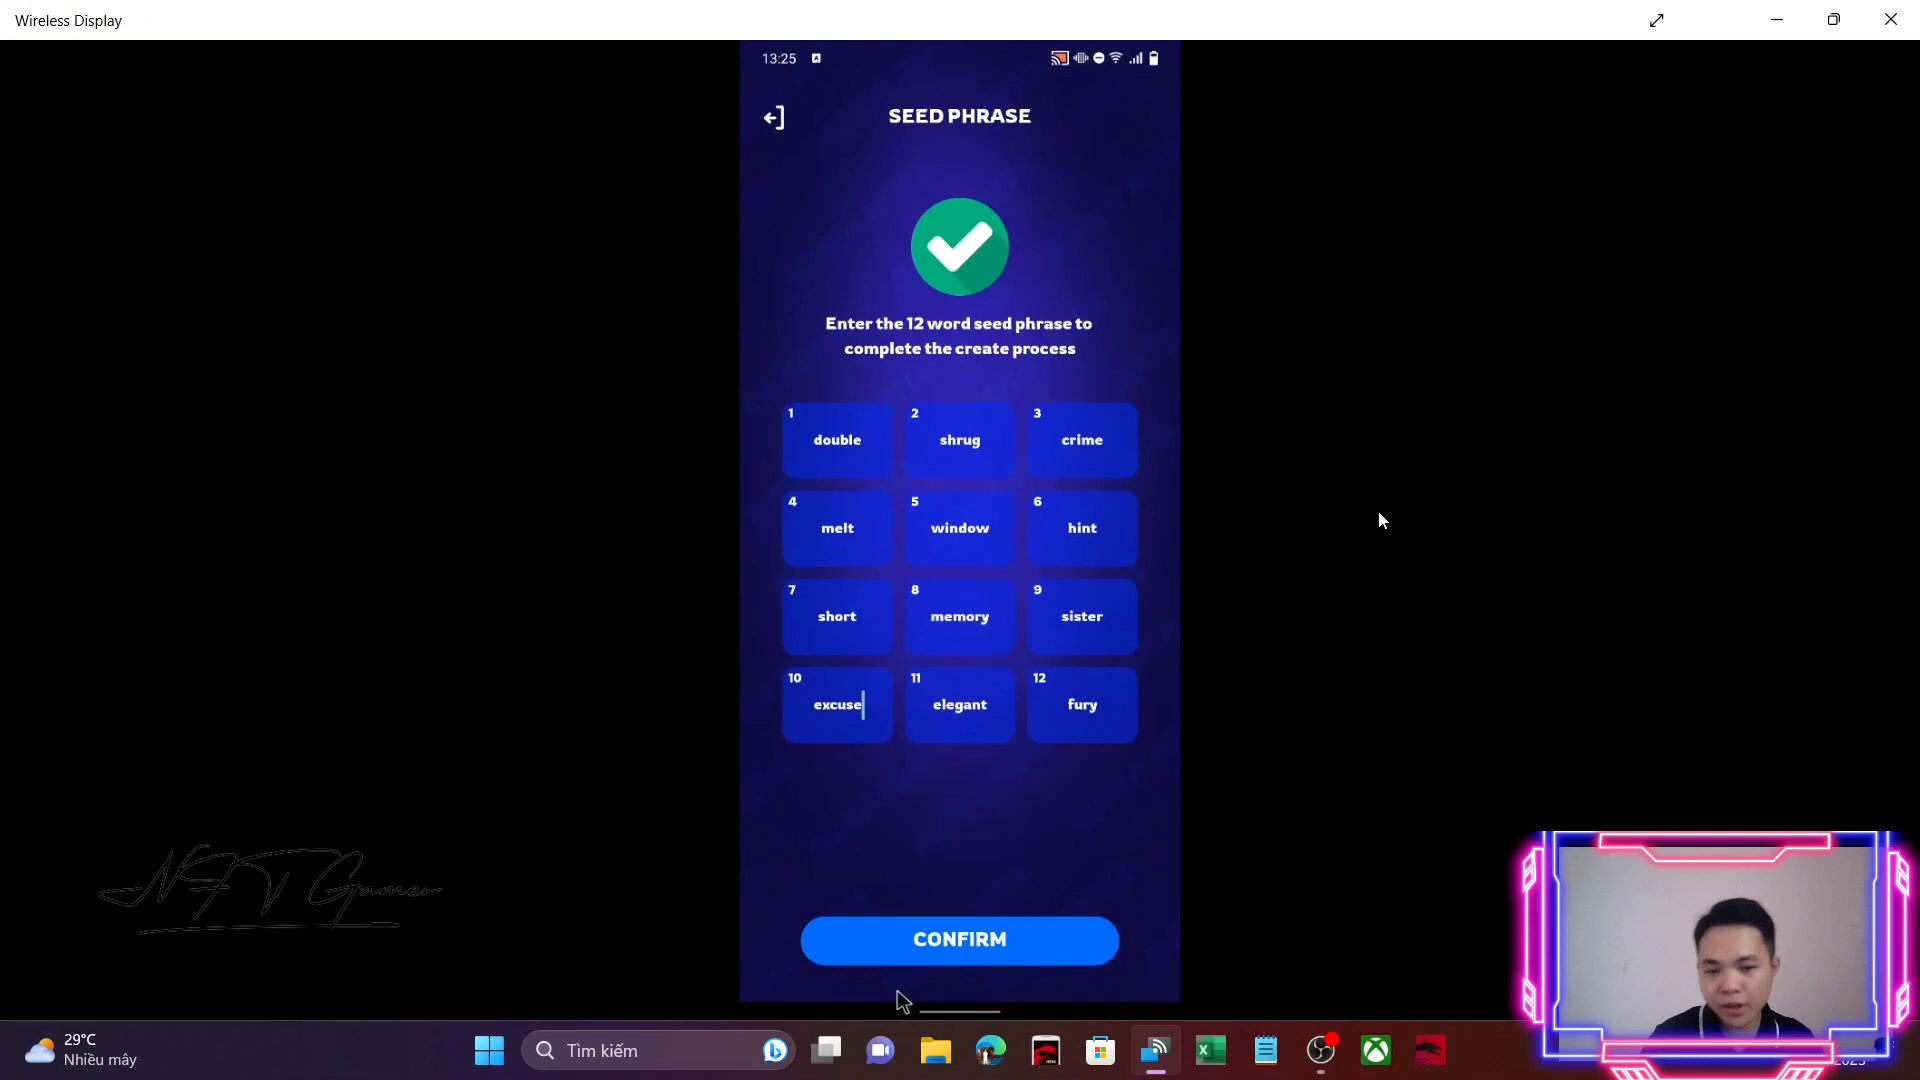 Wireless Display
13:25
SEED PHRASE
Enter the 12 word seed phrase to
complete the create process
1 2 3
double shrug crime
4 5 6
melt window hint
7 8 9
short memory sister
10 11 12
excuse elegant fury
CONFIRM
NFT Gamer
29°C
Nhiều mây
Tìm kiếm